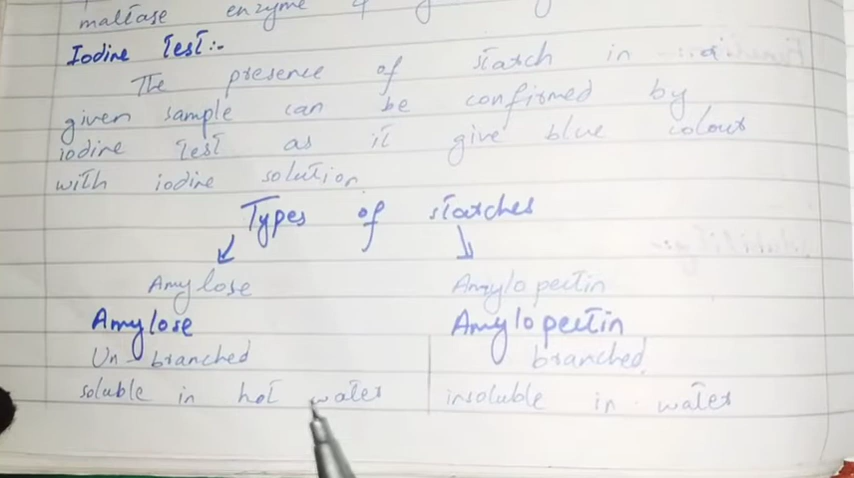 maltase enzyme
Iodine Test:-
The presence of starch in a
given sample can be confirmed by
iodine Test as it give blue colour
with iodine solution.
Types of starches
Amylose Amylopectin
Amylose Amylopectin
Un-branched branched.
soluble in hot water insoluble in water